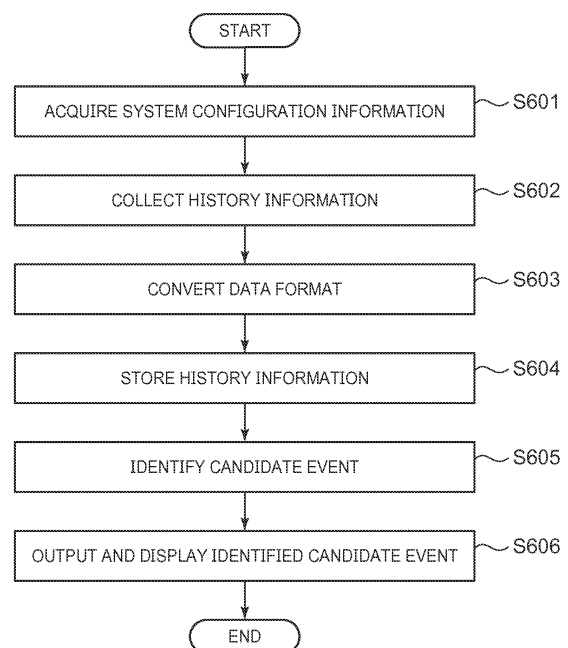 START
ACQUIRE SYSTEM CONFIGURATION INFORMATION
S601
COLLECT HISTORY INFORMATION
S602
CONVERT DATA FORMAT
S603
STORE HISTORY INFORMATION
S604
IDENTIFY CANDIDATE EVENT
S605
OUTPUT AND DISPLAY IDENTIFIED CANDIDATE EVENT
S606
END